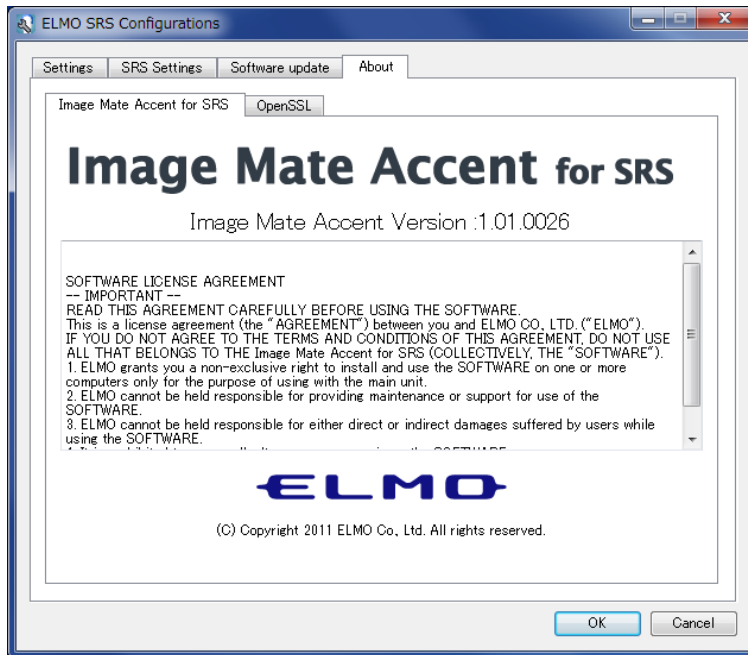 ELMO SRS Configurations
Settings SRS Settings Software update About
Image Mate Accent for SRS OpenSSL
Image Mate Accent for SRS
Image Mate Accent Version :1.01.0026
SOFTWARE LICENSE AGREEMENT
-- IMPORTANT --
READ THIS AGREEMENT CAREFULLY BEFORE USING THE SOFTWARE.
This is a license agreement (the "AGREEMENT") between you and ELMO CO., LTD. ("ELMO").
IF YOU DO NOT AGREE TO THE TERMS AND CONDITIONS OF THIS AGREEMENT, DO NOT USE
ALL THAT BELONGS TO THE Image Mate Accent for SRS (COLLECTIVELY, THE "SOFTWARE").
1. ELMO grants you a non-exclusive right to install and use the SOFTWARE on one or more
computers only for the purpose of using with the main unit.
2. ELMO cannot be held responsible for providing maintenance or support for use of the
SOFTWARE.
3. ELMO cannot be held responsible for either direct or indirect damages suffered by users while
using the SOFTWARE.
ELMO
(C) Copyright 2011 ELMO Co., Ltd. All rights reserved.
OK Cancel